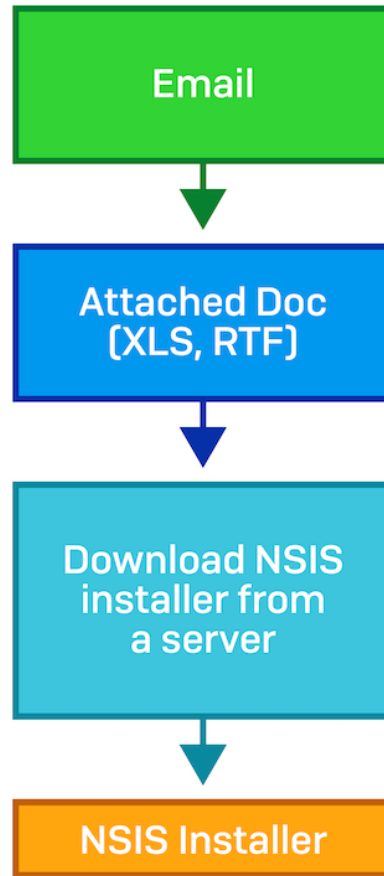 Email
Attached Doc
(XLS, RTF)
Download NSIS
installer from
a server
NSIS Installer